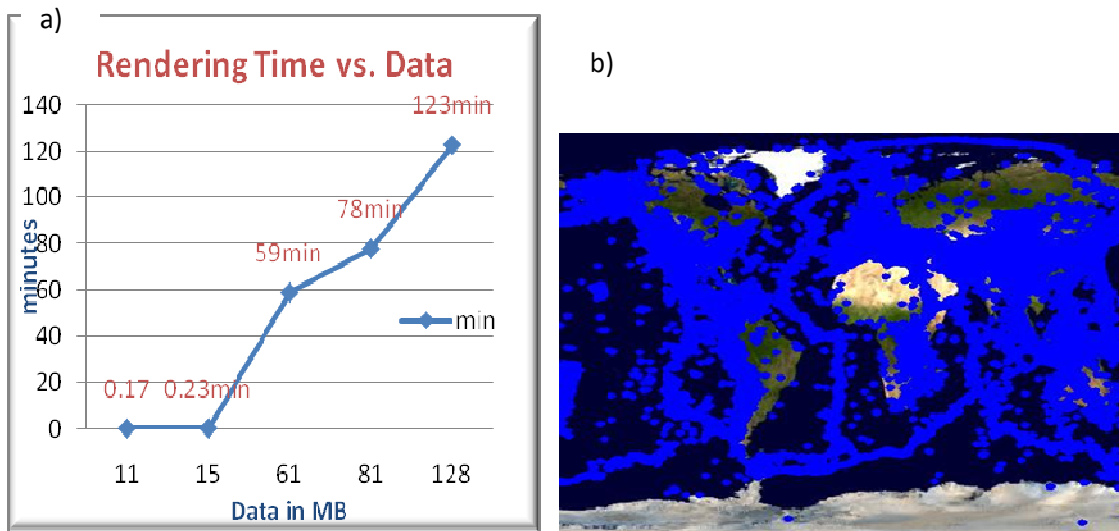 a)
b)
Rendering Time vs. Data
140
120
100
80
60
40
20
0
minutes
0.17
0.23min
59min
78min
123min
min
11 15 61 81 128
Data in MB